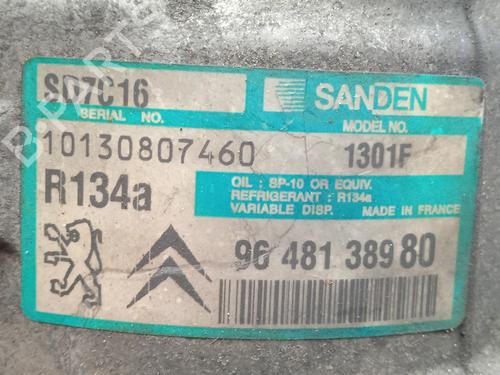 SD7C16
SANDEN
SERIAL NO.
MODEL NO.
10130807460
1301F
R134a
OIL : SP-10 OR EQUIV.
REFRIGERANT : R134a
VARIABLE DISP. MADE IN FRANCE
96 481 389 80